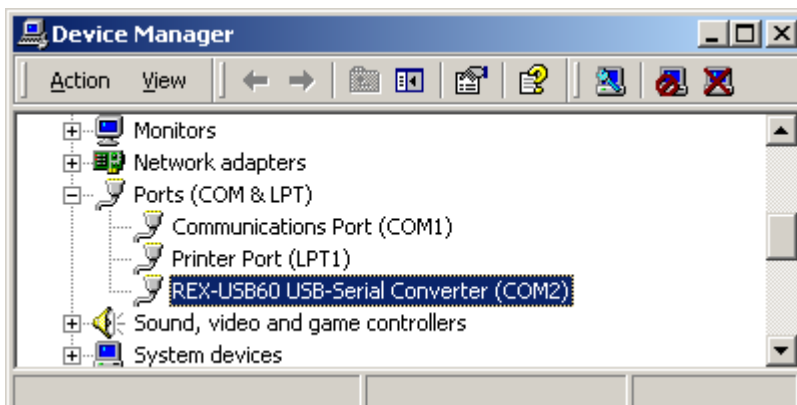 Device Manager
Action View
Monitors
Network adapters
Ports (COM & LPT)
Communications Port (COM1)
Printer Port (LPT1)
REX-USB60 USB-Serial Converter (COM2)
Sound, video and game controllers
System devices